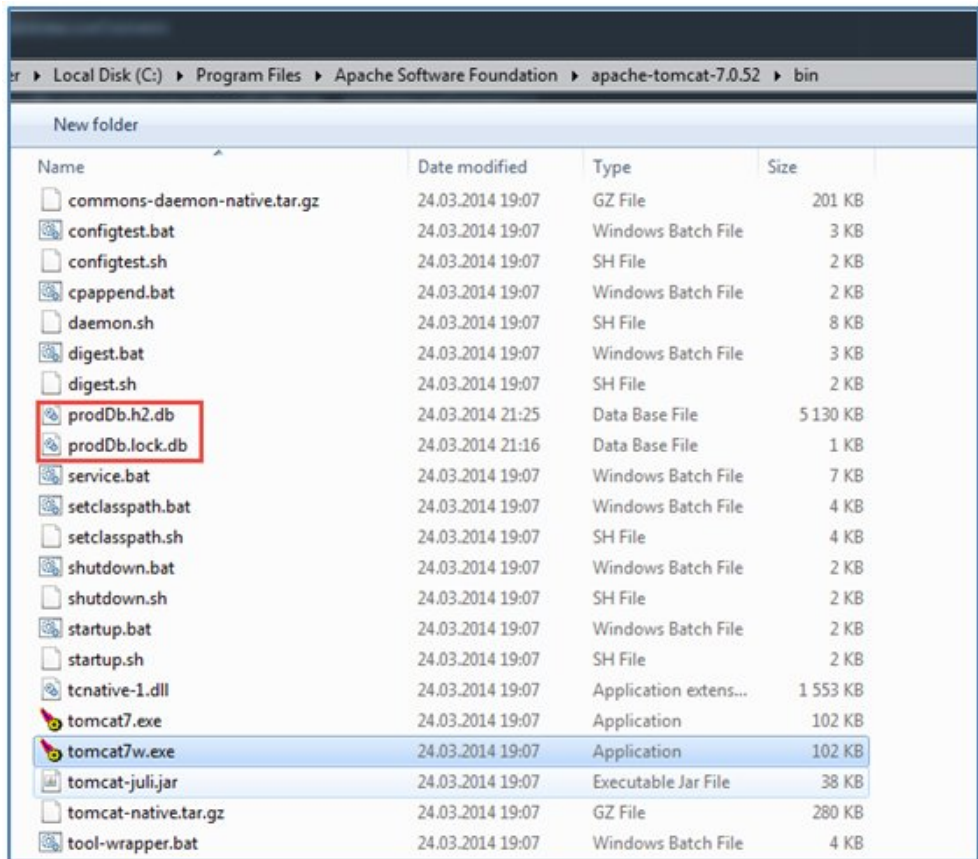 er ▸ Local Disk (C:) ▸ Program Files ▸ Apache Software Foundation ▸ apache-tomcat-7.0.52 ▸ bin
New folder
Name Date modified Type Size
commons-daemon-native.tar.gz 24.03.2014 19:07 GZ File 201 KB
configtest.bat 24.03.2014 19:07 Windows Batch File 3 KB
configtest.sh 24.03.2014 19:07 SH File 2 KB
cpappend.bat 24.03.2014 19:07 Windows Batch File 2 KB
daemon.sh 24.03.2014 19:07 SH File 8 KB
digest.bat 24.03.2014 19:07 Windows Batch File 3 KB
digest.sh 24.03.2014 19:07 SH File 2 KB
prodDb.h2.db 24.03.2014 21:25 Data Base File 5 130 KB
prodDb.lock.db 24.03.2014 21:16 Data Base File 1 KB
service.bat 24.03.2014 19:07 Windows Batch File 7 KB
setclasspath.bat 24.03.2014 19:07 Windows Batch File 4 KB
setclasspath.sh 24.03.2014 19:07 SH File 4 KB
shutdown.bat 24.03.2014 19:07 Windows Batch File 2 KB
shutdown.sh 24.03.2014 19:07 SH File 2 KB
startup.bat 24.03.2014 19:07 Windows Batch File 2 KB
startup.sh 24.03.2014 19:07 SH File 2 KB
tcnative-1.dll 24.03.2014 19:07 Application extens... 1 553 KB
tomcat7.exe 24.03.2014 19:07 Application 102 KB
tomcat7w.exe 24.03.2014 19:07 Application 102 KB
tomcat-juli.jar 24.03.2014 19:07 Executable Jar File 38 KB
tomcat-native.tar.gz 24.03.2014 19:07 GZ File 280 KB
tool-wrapper.bat 24.03.2014 19:07 Windows Batch File 4 KB